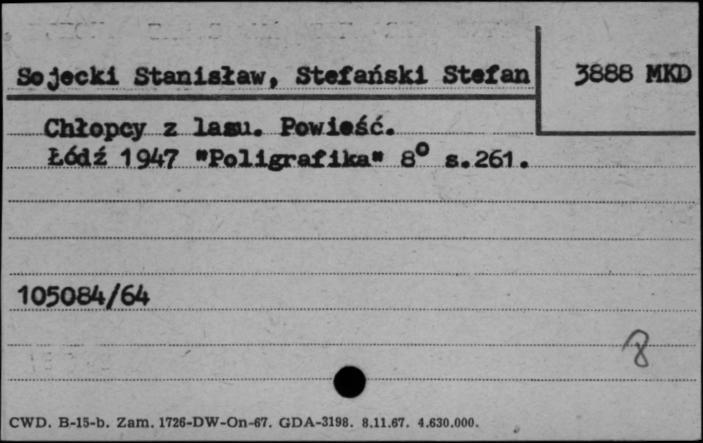 Sojecki Stanisław, Stefański Stefan
3888 MKD
Chłopcy z lasu. Powieść.
Łódź 1947 "Poligrafika" 8° s.261.
105084/64
8
CWD. B-15-b. Zam. 1726-DW-On-67. GDA-3198. 8.11.67. 4.630.000.